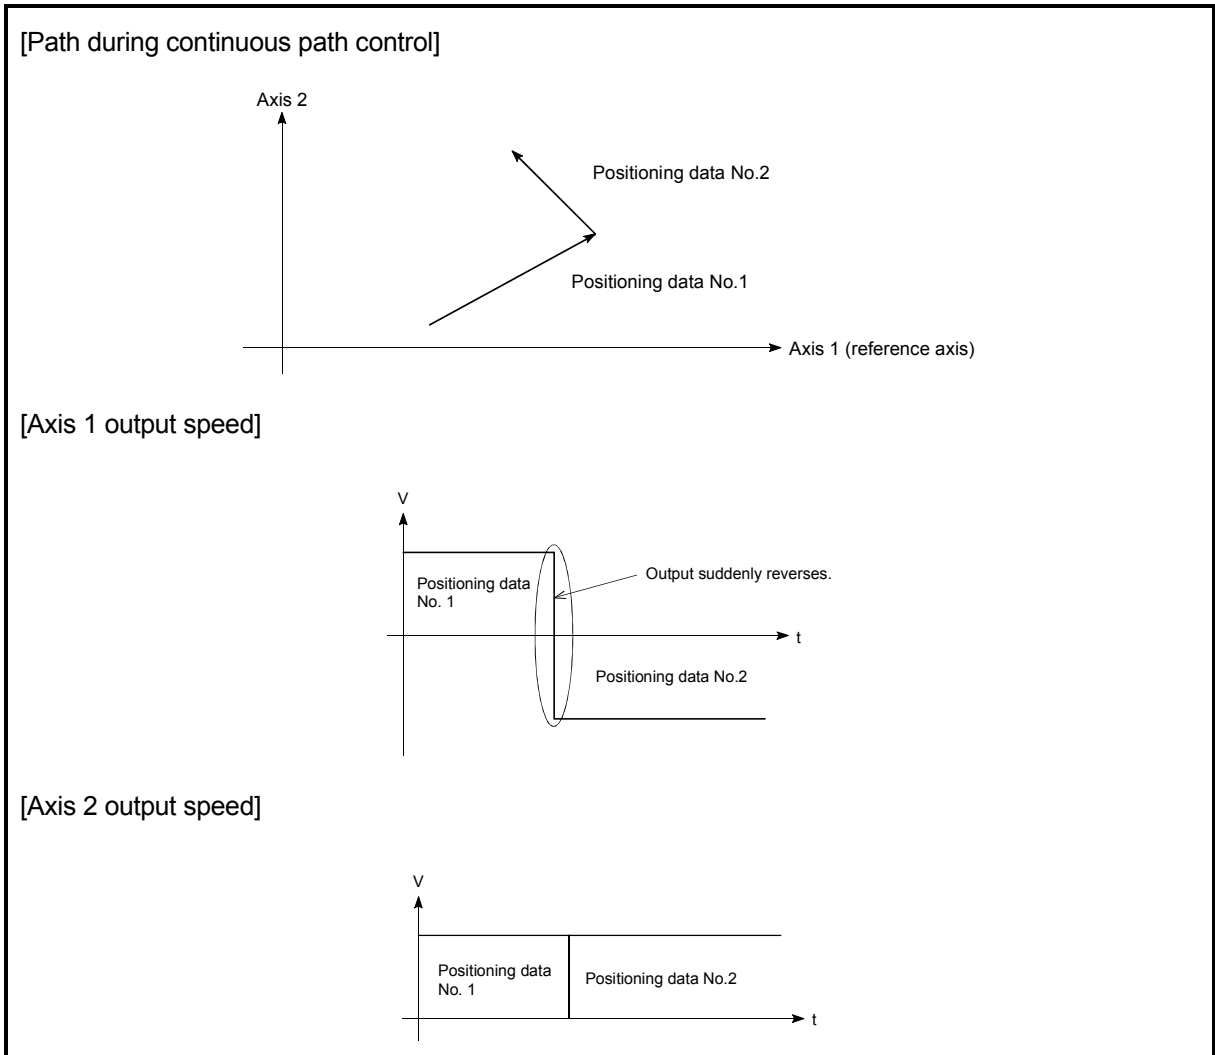 [Path during continuous path control]
Axis 2
Positioning data No.2
Positioning data No.1
Axis 1 (reference axis)
[Axis 1 output speed]
V
Output suddenly reverses.
Positioning data
No. 1
t
Positioning data No.2
[Axis 2 output speed]
V
Positioning data
No. 1
Positioning data No.2
t